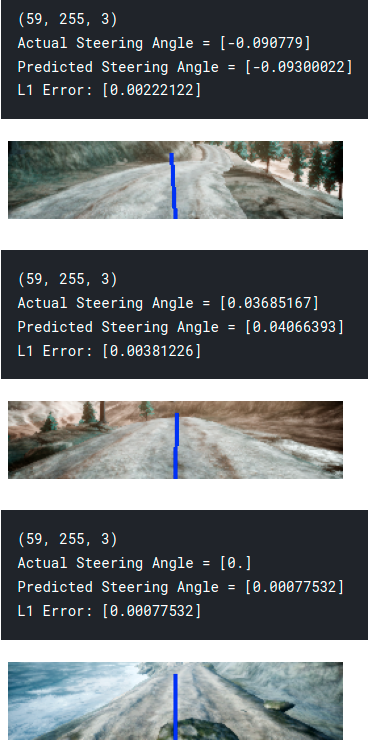 (59, 255, 3)
Actual Steering Angle = [-0.090779]
Predicted Steering Angle = [-0.09300022]
L1 Error: [0.00222122]
(59, 255, 3)
Actual Steering Angle = [0.03685167]
Predicted Steering Angle = [0.04066393]
L1 Error: [0.00381226]
(59, 255, 3)
Actual Steering Angle = [0.]
Predicted Steering Angle = [0.00077532]
L1 Error: [0.00077532]